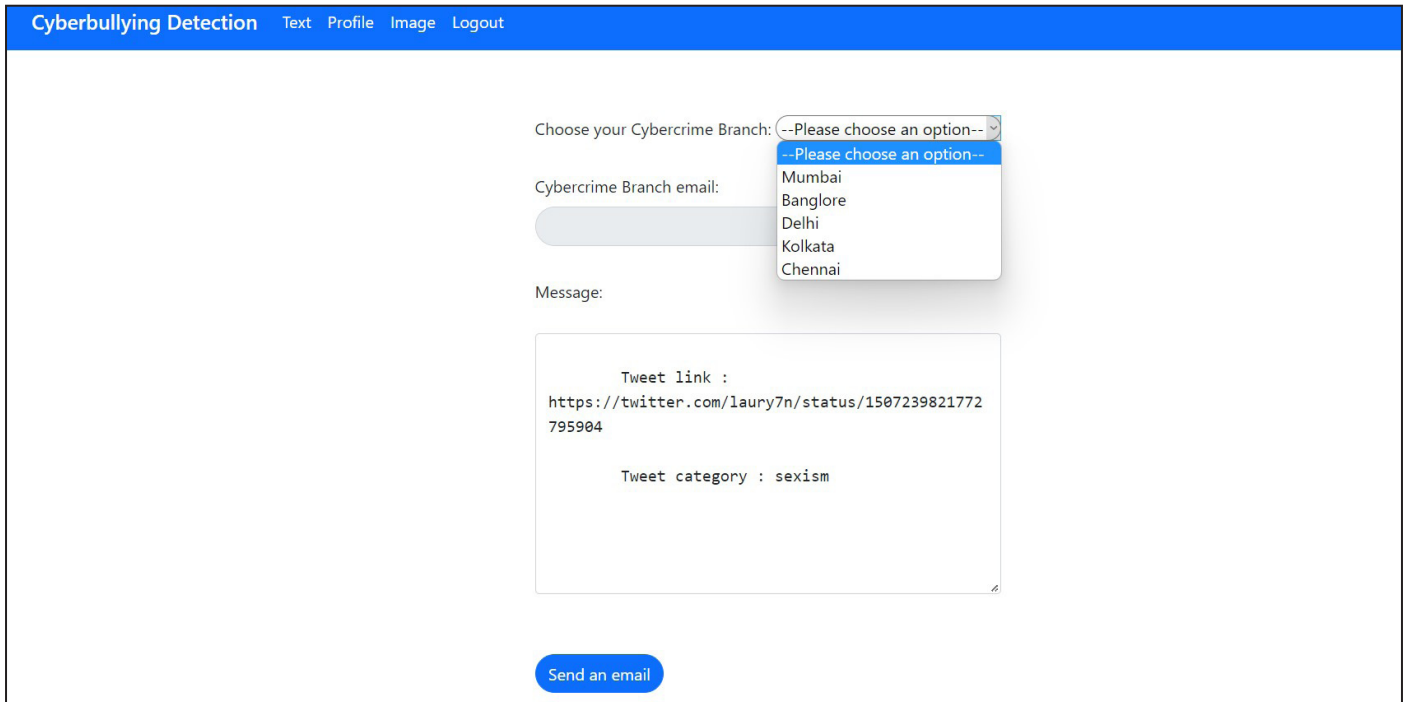 Cyberbullying Detection Text Profile Image Logout
Choose your Cybercrime Branch: --Please choose an option--
--Please choose an option--
Mumbai
Cybercrime Branch email:
Banglore
Delhi
Kolkata
Chennai
Message:
Tweet link :
https://twitter.com/laury7n/status/1507239821772
795904
Tweet category : sexism
Send an email